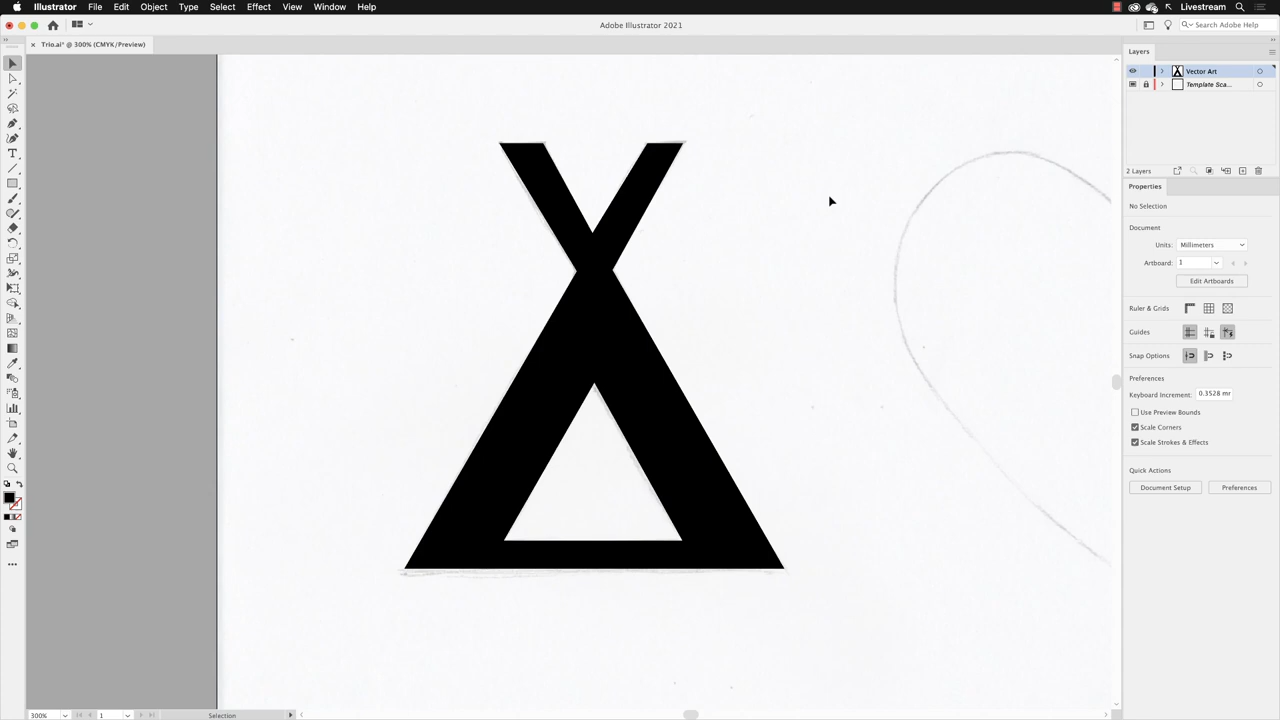 Illustrator File Edit Object Type Select Effect View Window Help Livestream
Adobe Illustrator 2021
Search Adobe Help
× Trio.ai* @ 300% (CMYK/Preview)
Layers
Vector Art
Template Sca...
2 Layers
Properties
No Selection
Document
Units: Millimeters
Artboard: 1
Edit Artboards
Ruler & Grids
Guides
Snap Options
Preferences
Keyboard Increment: 0.3528 mr
Use Preview Bounds
Scale Corners
Scale Strokes & Effects
Quick Actions
Document Setup Preferences
300% 1 Selection